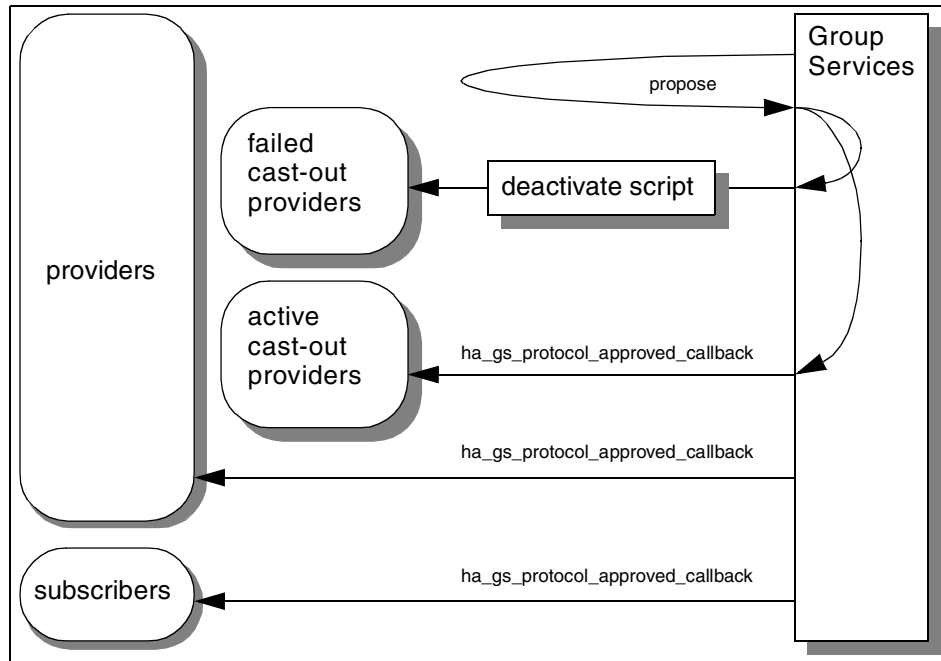 Group
Services
propose
failed
cast-out
providers
deactivate script
providers
active
cast-out
providers
ha_gs_protocol_approved_callback
ha_gs_protocol_approved_callback
subscribers
ha_gs_protocol_approved_callback